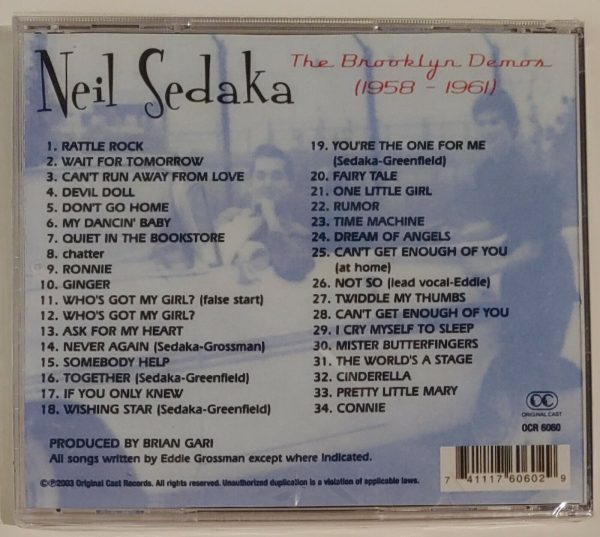 Neil Sedaka
The Brooklyn Demos
(1958 - 1961)
1. RATTLE ROCK
2. WAIT FOR TOMORROW
3. CAN'T RUN AWAY FROM LOVE
4. DEVIL DOLL
5. DON'T GO HOME
6. MY DANCIN' BABY
7. QUIET IN THE BOOKSTORE
8. chatter
9. RONNIE
10. GINGER
11. WHO'S GOT MY GIRL? (false start)
12. WHO'S GOT MY GIRL?
13. ASK FOR MY HEART
14. NEVER AGAIN (Sedaka-Grossman)
15. SOMEBODY HELP
16. TOGETHER (Sedaka-Greenfield)
17. IF YOU ONLY KNEW
18. WISHING STAR (Sedaka-Greenfield)
19. YOU'RE THE ONE FOR ME
(Sedaka-Greenfield)
20. FAIRY TALE
21. ONE LITTLE GIRL
22. RUMOR
23. TIME MACHINE
24. DREAM OF ANGELS
25. CAN'T GET ENOUGH OF YOU
(at home)
26. NOT SO (lead vocal-Eddie)
27. TWIDDLE MY THUMBS
28. CAN'T GET ENOUGH OF YOU
29. I CRY MYSELF TO SLEEP
30. MISTER BUTTERFINGERS
31. THE WORLD'S A STAGE
32. CINDERELLA
33. PRETTY LITTLE MARY
34. CONNIE
OC
ORIGINAL CAST
OCR 6060
PRODUCED BY BRIAN GARI
All songs written by Eddie Grossman except where indicated.
©℗2003 Original Cast Records. All rights reserved. Unauthorized duplication is a violation of applicable laws.
7 41117 60602 9